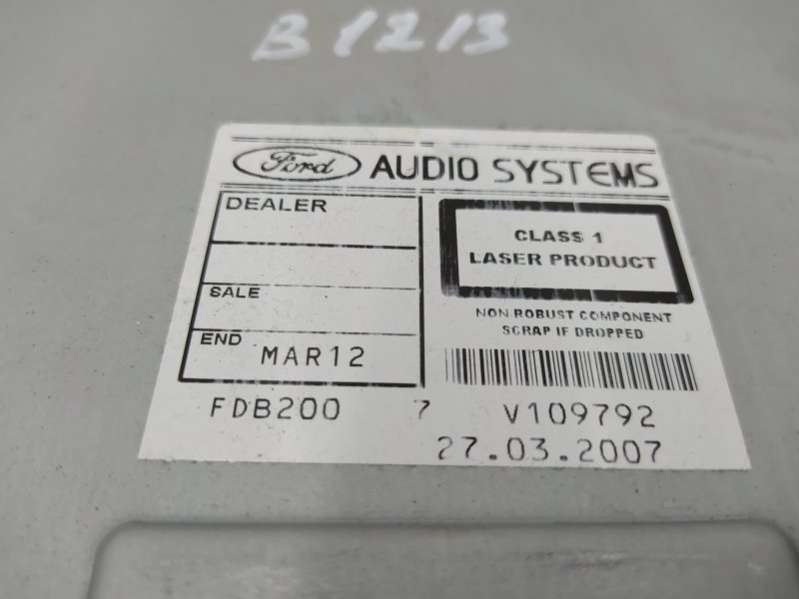 B1213
Ford AUDIO SYSTEMS
DEALER
CLASS 1
LASER PRODUCT
SALE
NON ROBUST COMPONENT
SCRAP IF DROPPED
END MAR12
FDB200 7 V109792
27.03.2007